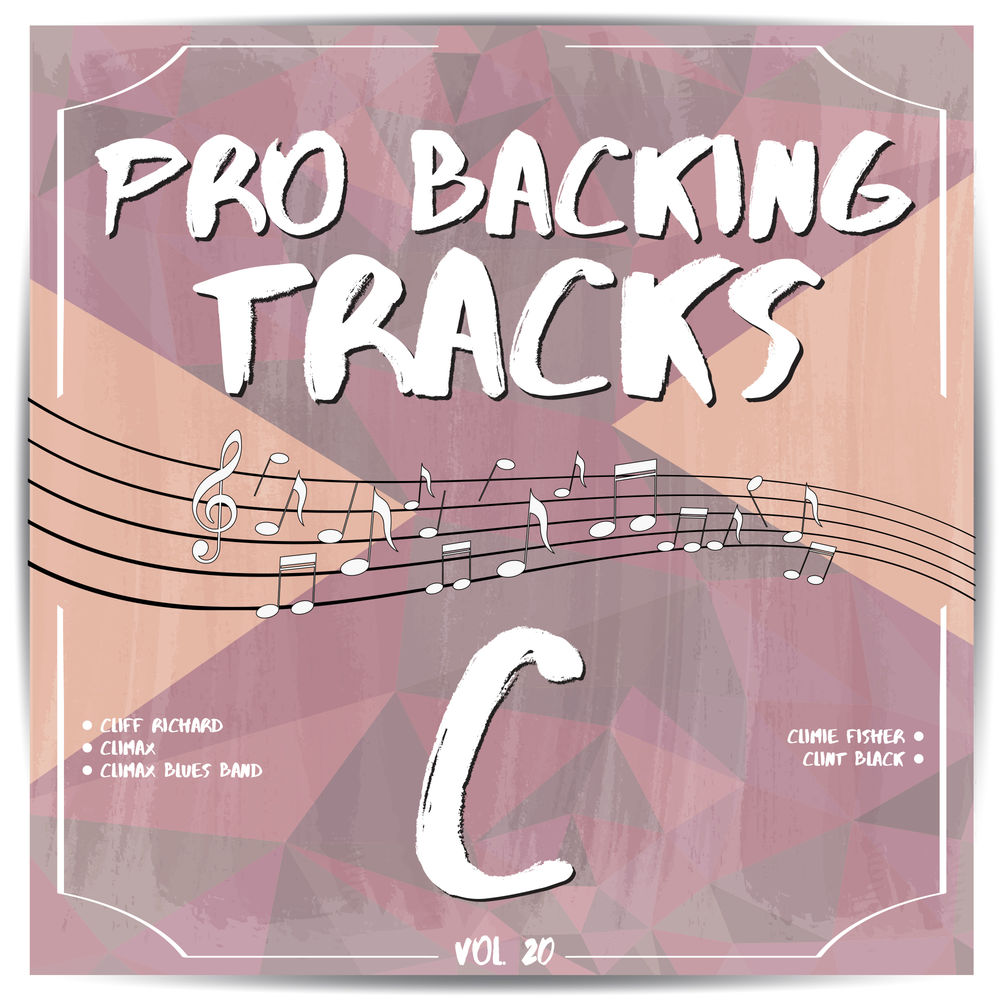 PRO BACKING
TRACKS
C
• CLIFF RICHARD
• CLIMAX
• CLIMAX BLUES BAND
CLIMIE FISHER •
CLINT BLACK •
VOL. 20